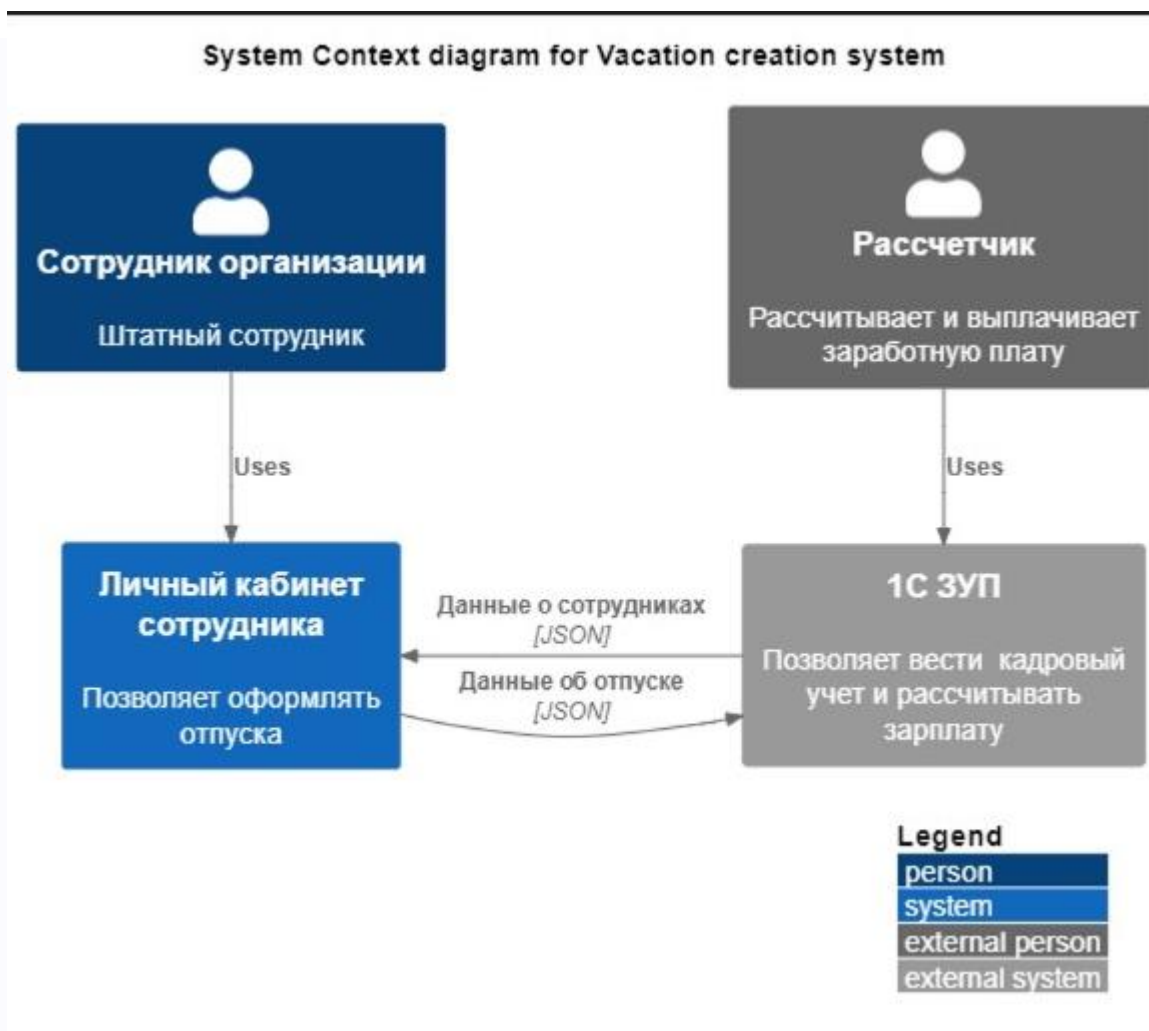 System Context diagram for Vacation creation system
Сотрудник организации
Штатный сотрудник
Рассчетчик
Рассчитывает и выплачивает
заработную плату
Uses
Uses
Личный кабинет
сотрудника
Позволяет оформлять
отпуска
Данные о сотрудниках
[JSON]
Данные об отпуске
[JSON]
1С ЗУП
Позволяет вести кадровый
учет и рассчитывать
зарплату
Legend
person
system
external person
external system